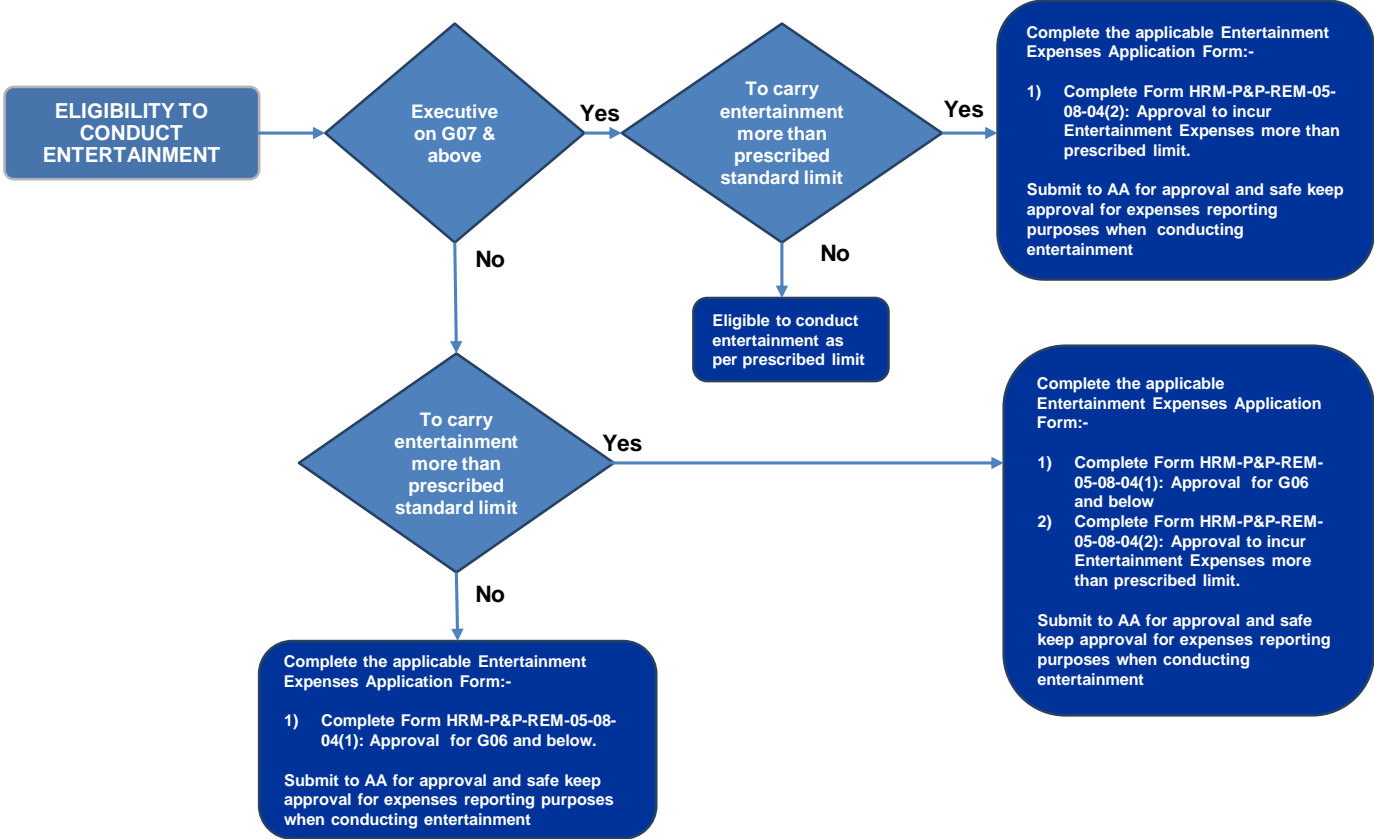 ELIGIBILITY TO
CONDUCT
ENTERTAINMENT
Executive
on G07 &
above
Yes
To carry
entertainment
more than
prescribed
standard limit
Yes
Complete the applicable Entertainment
Expenses Application Form:-
1) Complete Form HRM-P&P-REM-05-
08-04(2): Approval to incur
Entertainment Expenses more than
prescribed limit.
Submit to AA for approval and safe keep
approval for expenses reporting
purposes when conducting
entertainment
No
No
Eligible to conduct
entertainment as
per prescribed limit
To carry
entertainment
more than
prescribed
standard limit
Yes
Complete the applicable
Entertainment Expenses Application
Form:-
1) Complete Form HRM-P&P-REM-
05-08-04(1): Approval for G06
and below
2) Complete Form HRM-P&P-REM-
05-08-04(2): Approval to incur
Entertainment Expenses more
than prescribed limit.
Submit to AA for approval and safe
keep approval for expenses reporting
purposes when conducting
entertainment
No
Complete the applicable Entertainment
Expenses Application Form:-
1) Complete Form HRM-P&P-REM-05-08-
04(1): Approval for G06 and below.
Submit to AA for approval and safe keep
approval for expenses reporting purposes
when conducting entertainment